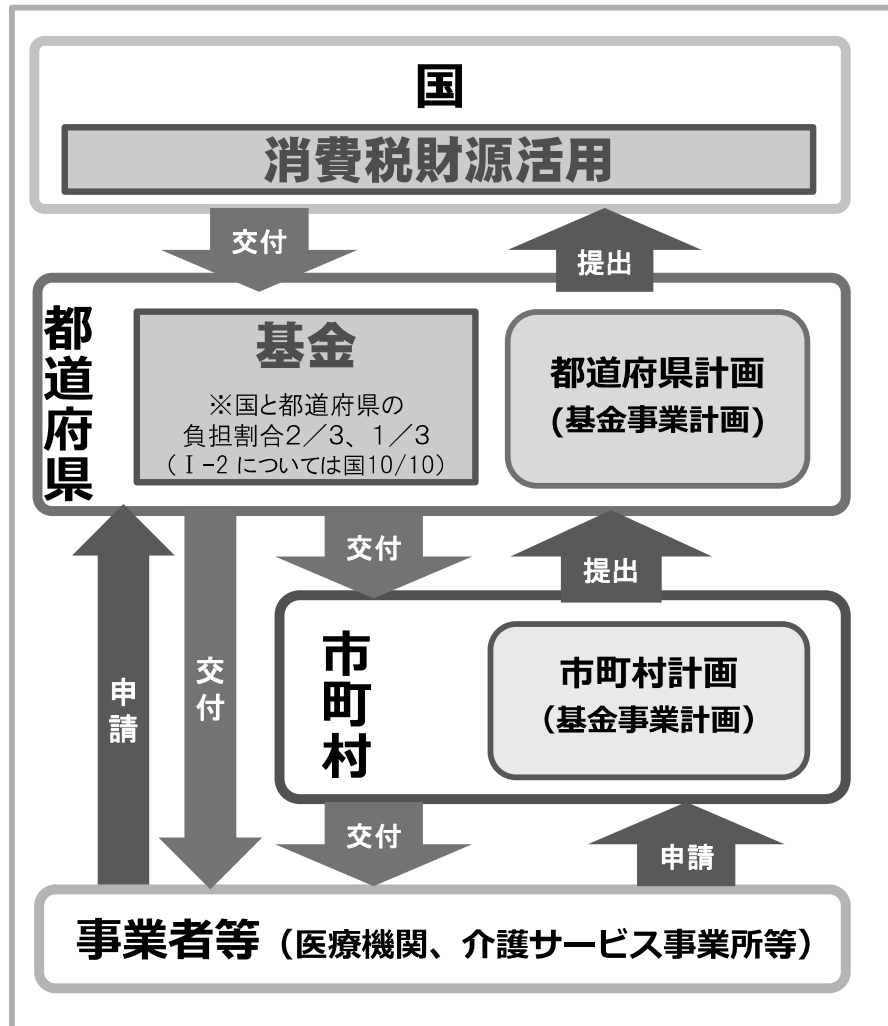 国
消費税財源活用
交付
提出
都道府県
基金
※国と都道府県の
負担割合2／3、1／3
(Ⅰ-2 については国10/10)
都道府県計画
(基金事業計画)
交付
提出
申請
交付
市町村
市町村計画
(基金事業計画)
交付
申請
事業者等（医療機関、介護サービス事業所等）